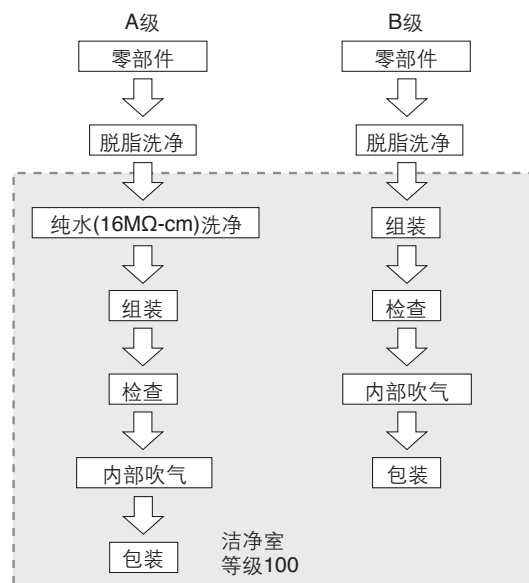 A级
零部件
脱脂洗净
纯水(16MΩ-cm)洗净
组装
检查
内部吹气
包装
B级
零部件
脱脂洗净
组装
检查
内部吹气
包装
洁净室
等级100